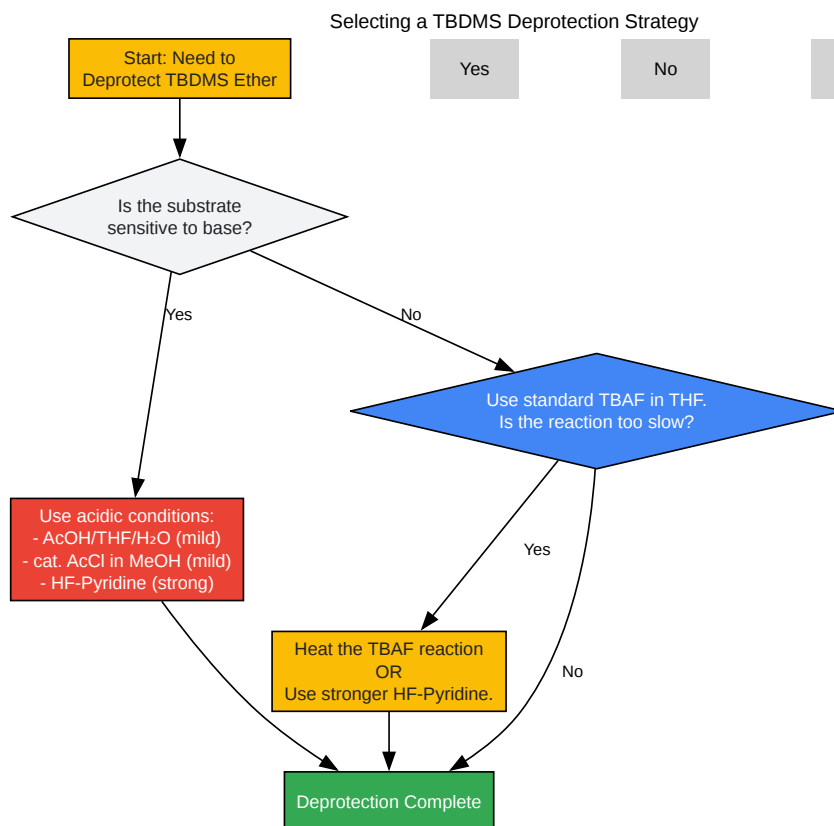 Selecting a TBDMS Deprotection Strategy
Start: Need to
Deprotect TBDMS Ether
Yes
No
Is the substrate
sensitive to base?
Yes
No
Use standard TBAF in THF.
Is the reaction too slow?
Use acidic conditions:
- AcOH/THF/H₂O (mild)
- cat. AcCl in MeOH (mild)
- HF-Pyridine (strong)
Yes
Heat the TBAF reaction
OR
Use stronger HF-Pyridine.
No
Deprotection Complete